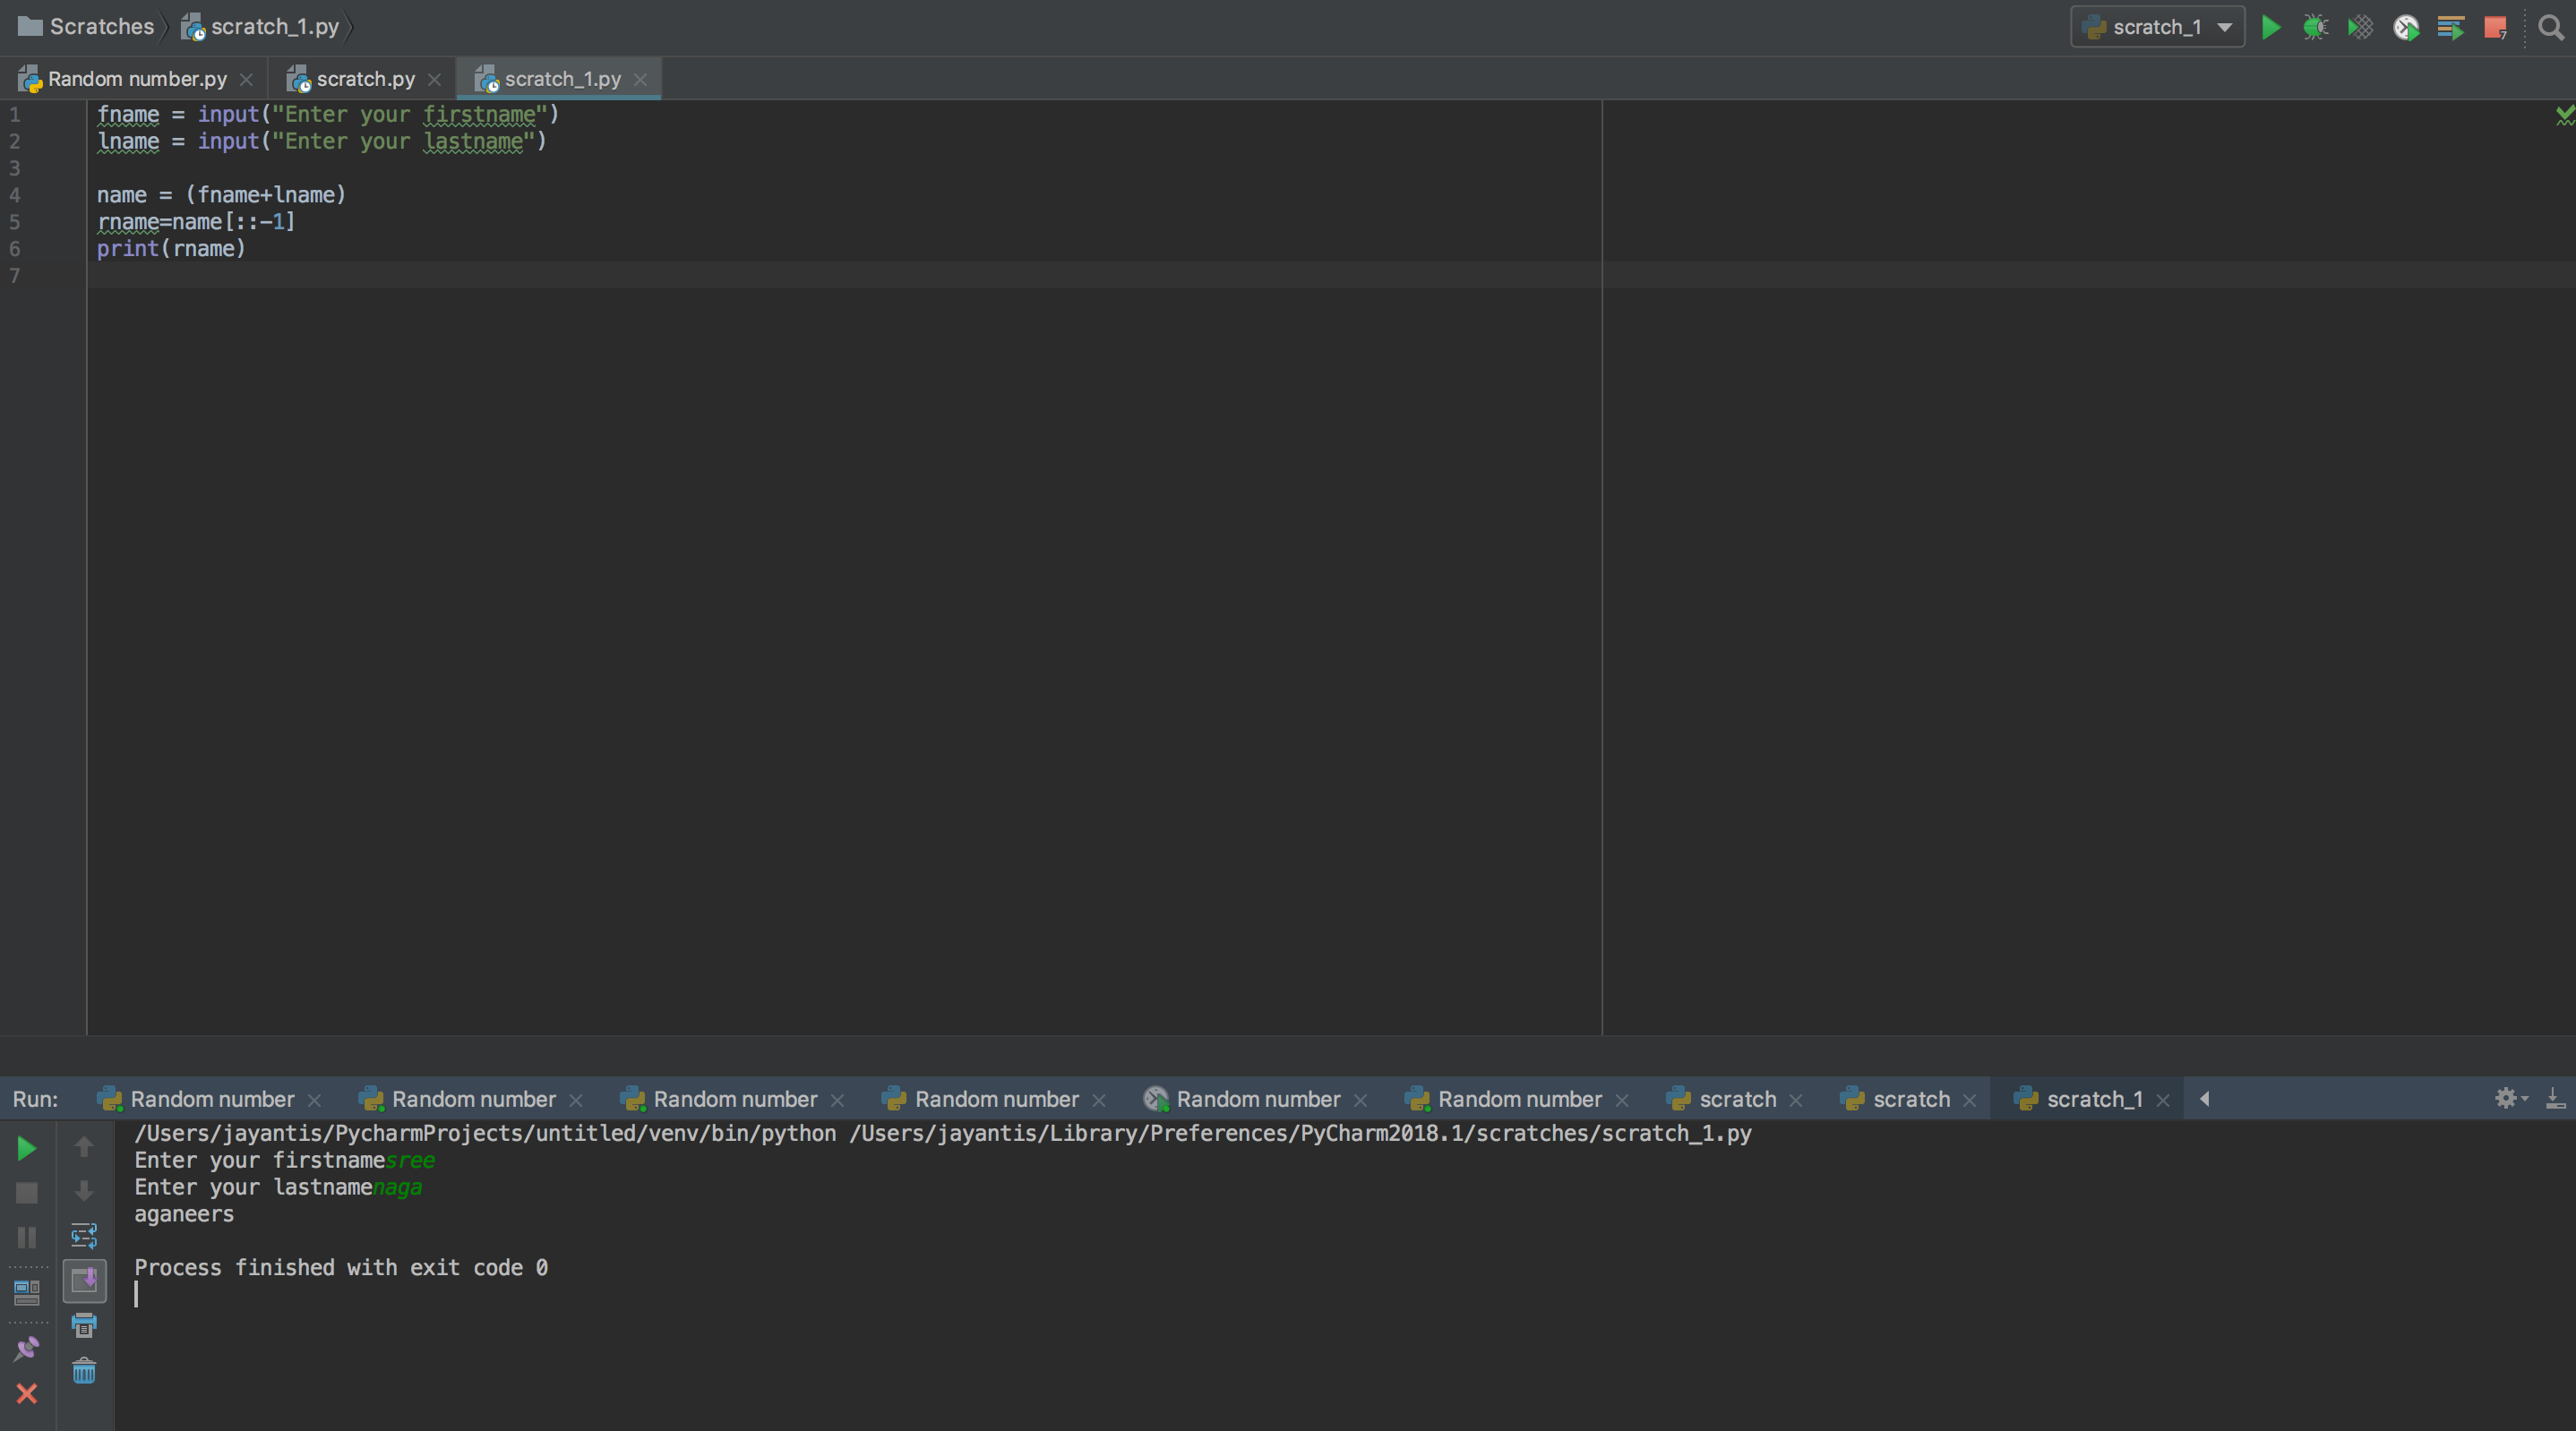 Scratches scratch_1.py scratch_1
Random number.py scratch.py scratch_1.py
1 fname = input("Enter your firstname")
2 lname = input("Enter your lastname")
3
4 name = (fname+lname)
5 rname=name[::-1]
6 print(rname)
7
Run: Random number Random number Random number Random number Random number Random number scratch scratch scratch_1
/Users/jayantis/PycharmProjects/untitled/venv/bin/python /Users/jayantis/Library/Preferences/PyCharm2018.1/scratches/scratch_1.py
Enter your firstnamesree
Enter your lastnamenaga
aganeers
Process finished with exit code 0